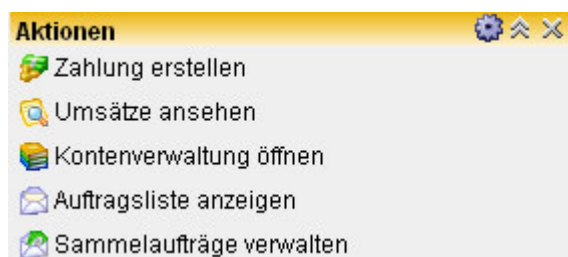 Aktionen
Zahlung erstellen
Umsätze ansehen
Kontenverwaltung öffnen
Auftragsliste anzeigen
Sammelaufträge verwalten